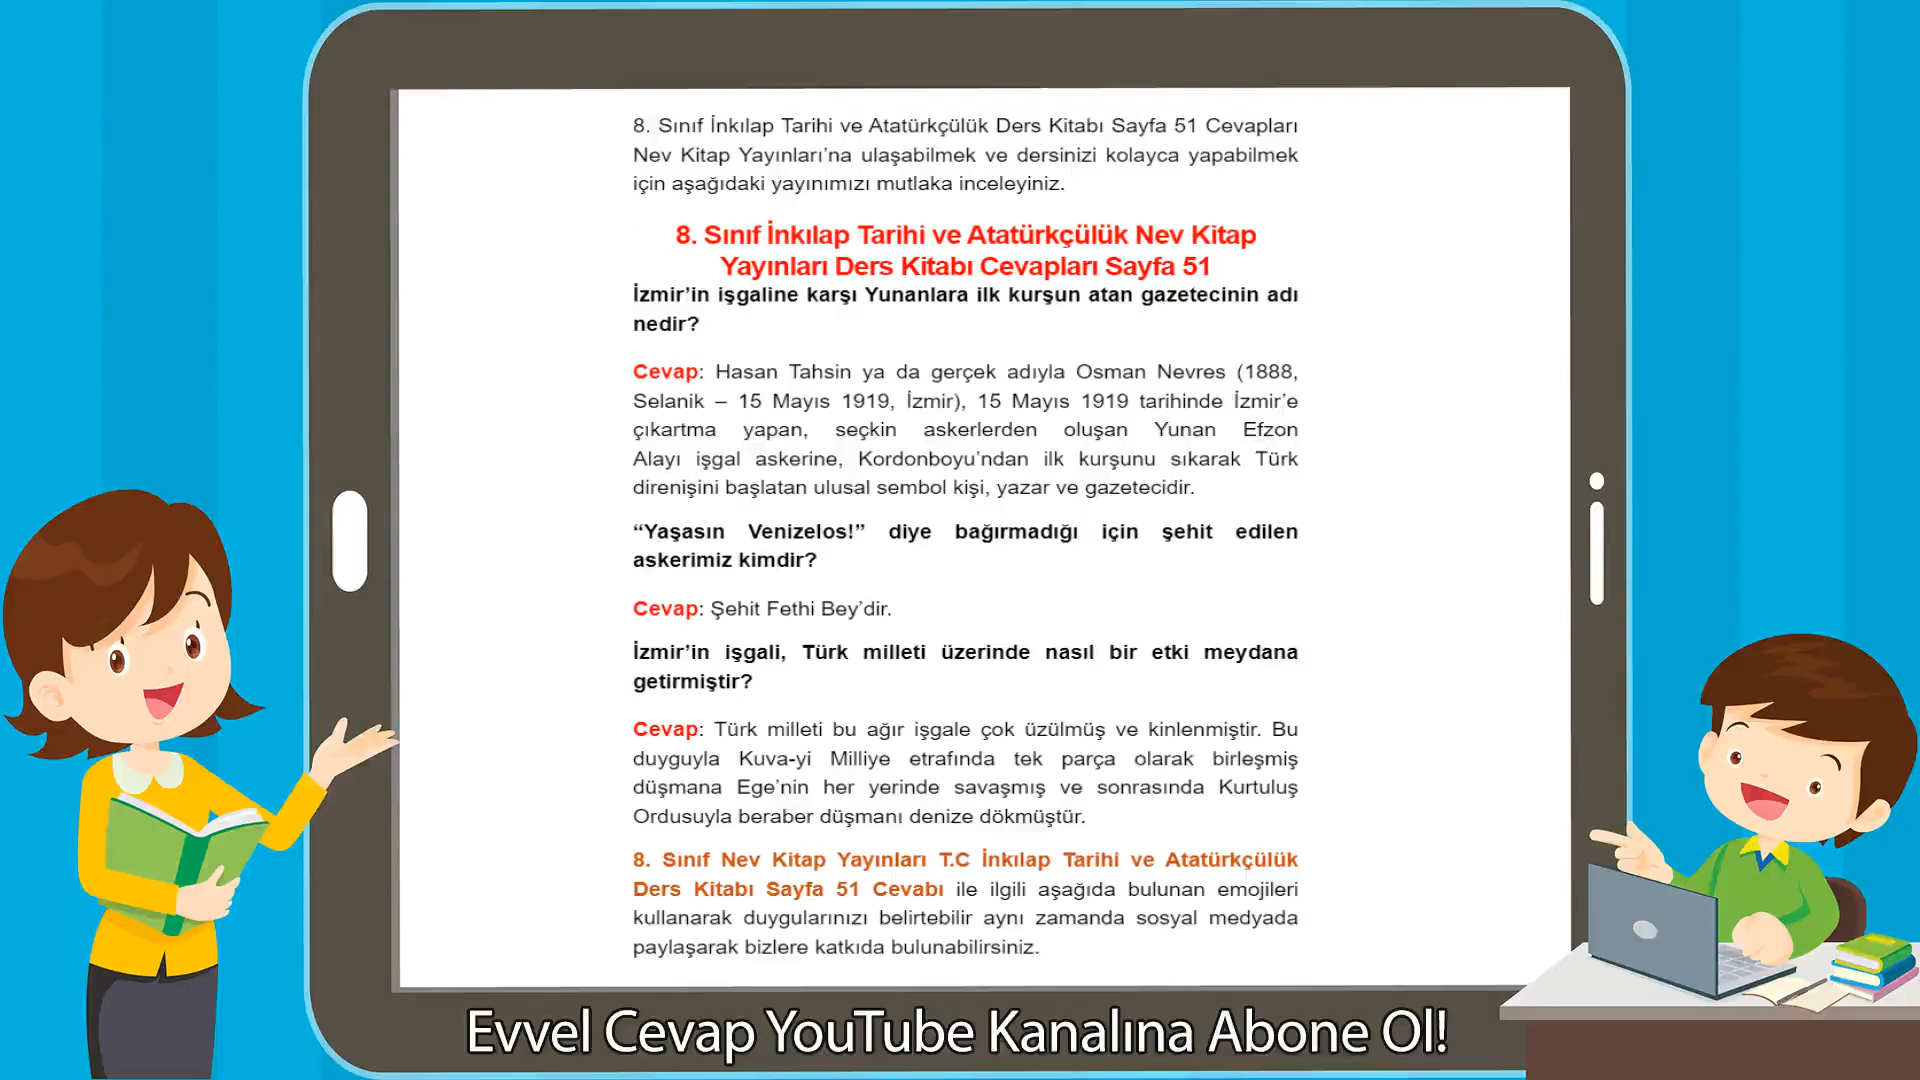 8. Sınıf İnkılap Tarihi ve Atatürkçülük Ders Kitabı Sayfa 51 Cevapları
Nev Kitap Yayınları’na ulaşabilmek ve dersinizi kolayca yapabilmek
için aşağıdaki yayınımızı mutlaka inceleyiniz.
8. Sınıf İnkılap Tarihi ve Atatürkçülük Nev Kitap
Yayınları Ders Kitabı Cevapları Sayfa 51
İzmir’in işgaline karşı Yunanlara ilk kurşun atan gazetecinin adı
nedir?
Cevap: Hasan Tahsin ya da gerçek adıyla Osman Nevres (1888,
Selanik – 15 Mayıs 1919, İzmir), 15 Mayıs 1919 tarihinde İzmir’e
çıkartma yapan, seçkin askerlerden oluşan Yunan Efzon
Alayı işgal askerine, Kordonboyu’ndan ilk kurşunu sıkarak Türk
direnişini başlatan ulusal sembol kişi, yazar ve gazetecidir.
“Yaşasın Venizelos!” diye bağırmadığı için şehit edilen
askerimiz kimdir?
Cevap: Şehit Fethi Bey’dir.
İzmir’in işgali, Türk milleti üzerinde nasıl bir etki meydana
getirmiştir?
Cevap: Türk milleti bu ağır işgale çok üzülmüş ve kinlenmiştir. Bu
duyguyla Kuva-yi Milliye etrafında tek parça olarak birleşmiş
düşmana Ege’nin her yerinde savaşmış ve sonrasında Kurtuluş
Ordusuyla beraber düşmanı denize dökmüştür.
8. Sınıf Nev Kitap Yayınları T.C İnkılap Tarihi ve Atatürkçülük
Ders Kitabı Sayfa 51 Cevabı ile ilgili aşağıda bulunan emojileri
kullanarak duygularınızı belirtebilir aynı zamanda sosyal medyada
paylaşarak bizlere katkıda bulunabilirsiniz.
Evvel Cevap YouTube Kanalına Abone Ol!